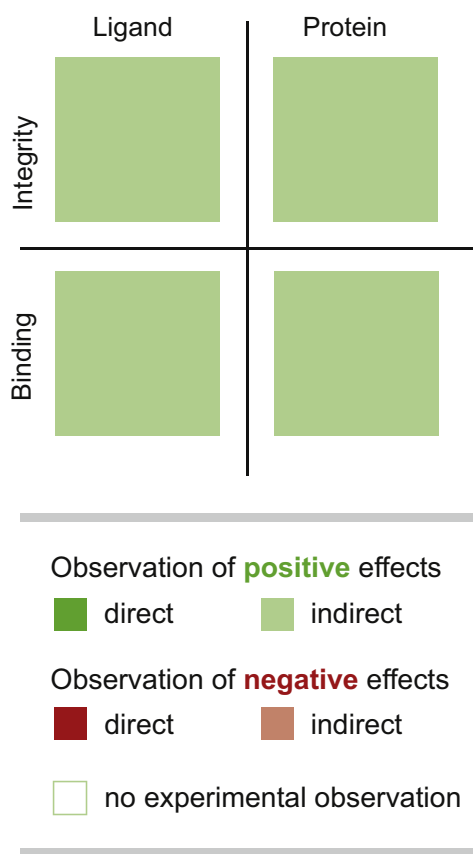 Ligand Protein
Integrity
Binding
Observation of positive effects
direct indirect
Observation of negative effects
direct indirect
no experimental observation